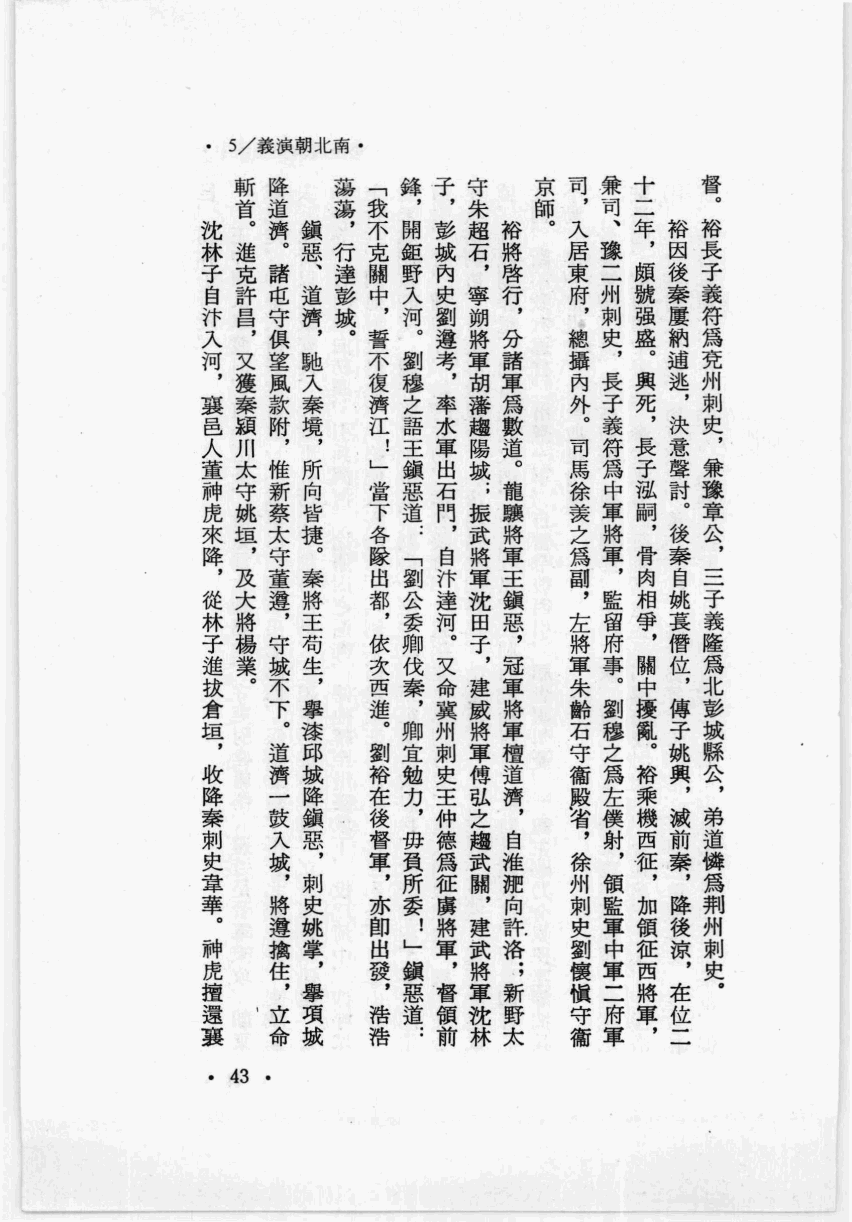 •南北朝演義／5 •
督。裕長子義符爲兗州刺史，兼豫章公，三子義隆爲北彭城縣公，弟道憐爲荆州刺史。
裕因後秦屢納逋逃，決意聲討。後秦自姚萇僭位，傳子姚興，滅前秦，降後涼，在位二
十二年，頗號强盛。興死，長子泓嗣，骨肉相爭，關中擾亂。裕乘機西征，加領征西將軍，
兼司、豫二州刺史，長子義符爲中軍將軍，監留府事。劉穆之爲左僕射，領監軍中軍二府軍
司，入居東府，總攝內外。司馬徐羨之爲副，左將軍朱齡石守衞殿省，徐州刺史劉懷愼守衞
京師。
裕將啓行，分諸軍爲數道。龍驤將軍王鎭惡，冠軍將軍檀道濟，自淮淝向許、洛；新野太
守朱超石，寧朔將軍胡藩趨陽城；振武將軍沈田子，建威將軍傅弘之趨武關，建武將軍沈林
子，彭城內史劉遵考，率水軍出石門，自汴達河。又命冀州刺史王仲德爲征虜將軍，督領前
鋒，開鉅野入河。劉穆之語王鎭惡道：「劉公委卿伐秦，卿宜勉力，毋負所委！」鎭惡道：
「我不克關中，誓不復濟江！」當下各隊出都，依次西進。劉裕在後督軍，亦卽出發，浩浩
蕩蕩，行達彭城。
鎭惡、道濟，馳入秦境，所向皆捷。秦將王苟生，舉漆邱城降鎭惡，刺史姚掌，舉項城
降道濟。諸屯守俱望風款附，惟新蔡太守董遵，守城不下。道濟一鼓入城，將遵擒住，立命
斬首。進克許昌，又獲秦潁川太守姚垣，及大將楊業。
沈林子自汴入河，襄邑人董神虎來降，從林子進拔倉垣，收降秦刺史韋華。神虎擅還襄
• 43 •